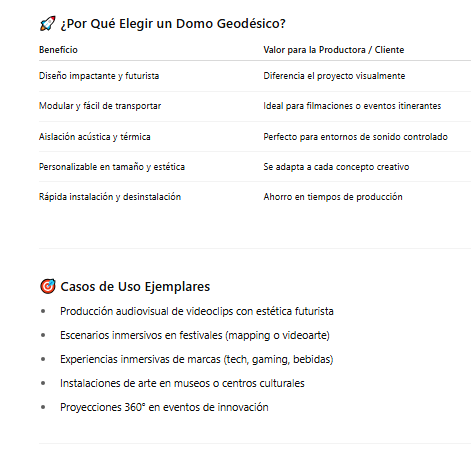 🚀 ¿Por Qué Elegir un Domo Geodésico?
Beneficio Valor para la Productora / Cliente
Diseño impactante y futurista Diferencia el proyecto visualmente
Modular y fácil de transportar Ideal para filmaciones o eventos itinerantes
Aislación acústica y térmica Perfecto para entornos de sonido controlado
Personalizable en tamaño y estética Se adapta a cada concepto creativo
Rápida instalación y desinstalación Ahorro en tiempos de producción
🎯 Casos de Uso Ejemplares
• Producción audiovisual de videoclips con estética futurista
• Escenarios inmersivos en festivales (mapping o videoarte)
• Experiencias inmersivas de marcas (tech, gaming, bebidas)
• Instalaciones de arte en museos o centros culturales
• Proyecciones 360° en eventos de innovación